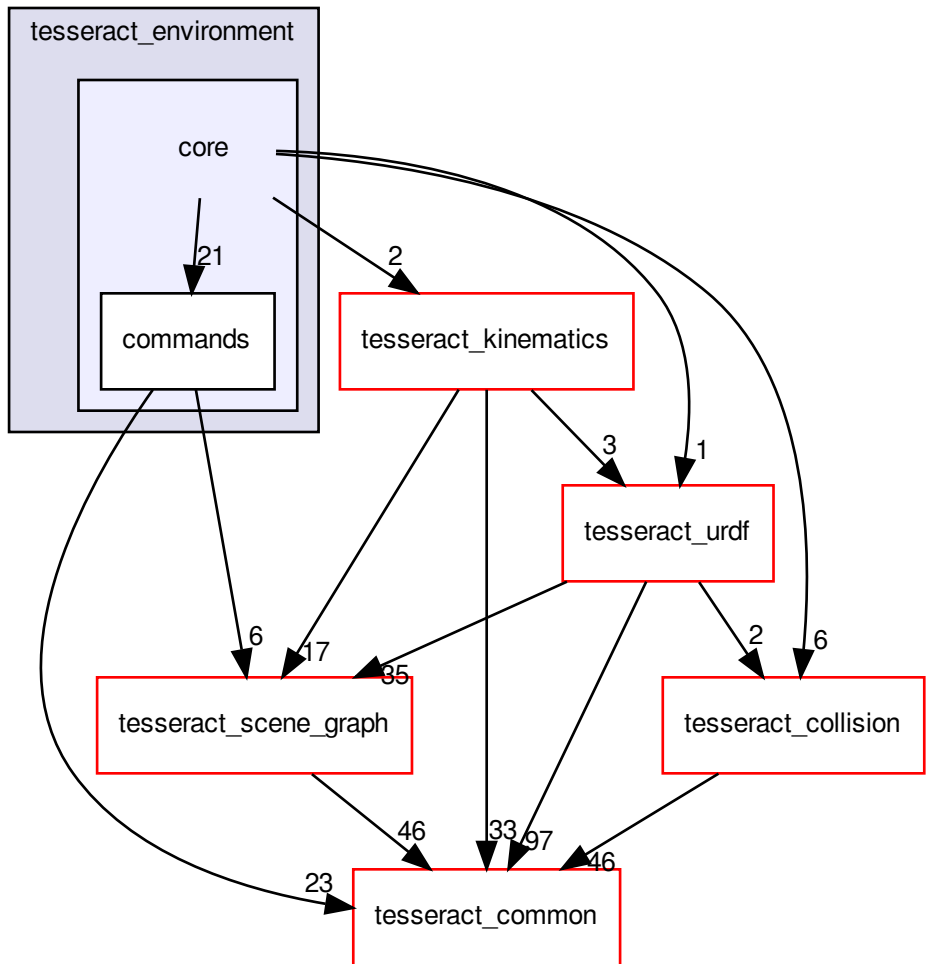 tesseract_environment
core
21
2
commands
tesseract_kinematics
3
1
tesseract_urdf
6
17
35
2
6
tesseract_scene_graph
tesseract_collision
46
33
97
46
23
tesseract_common